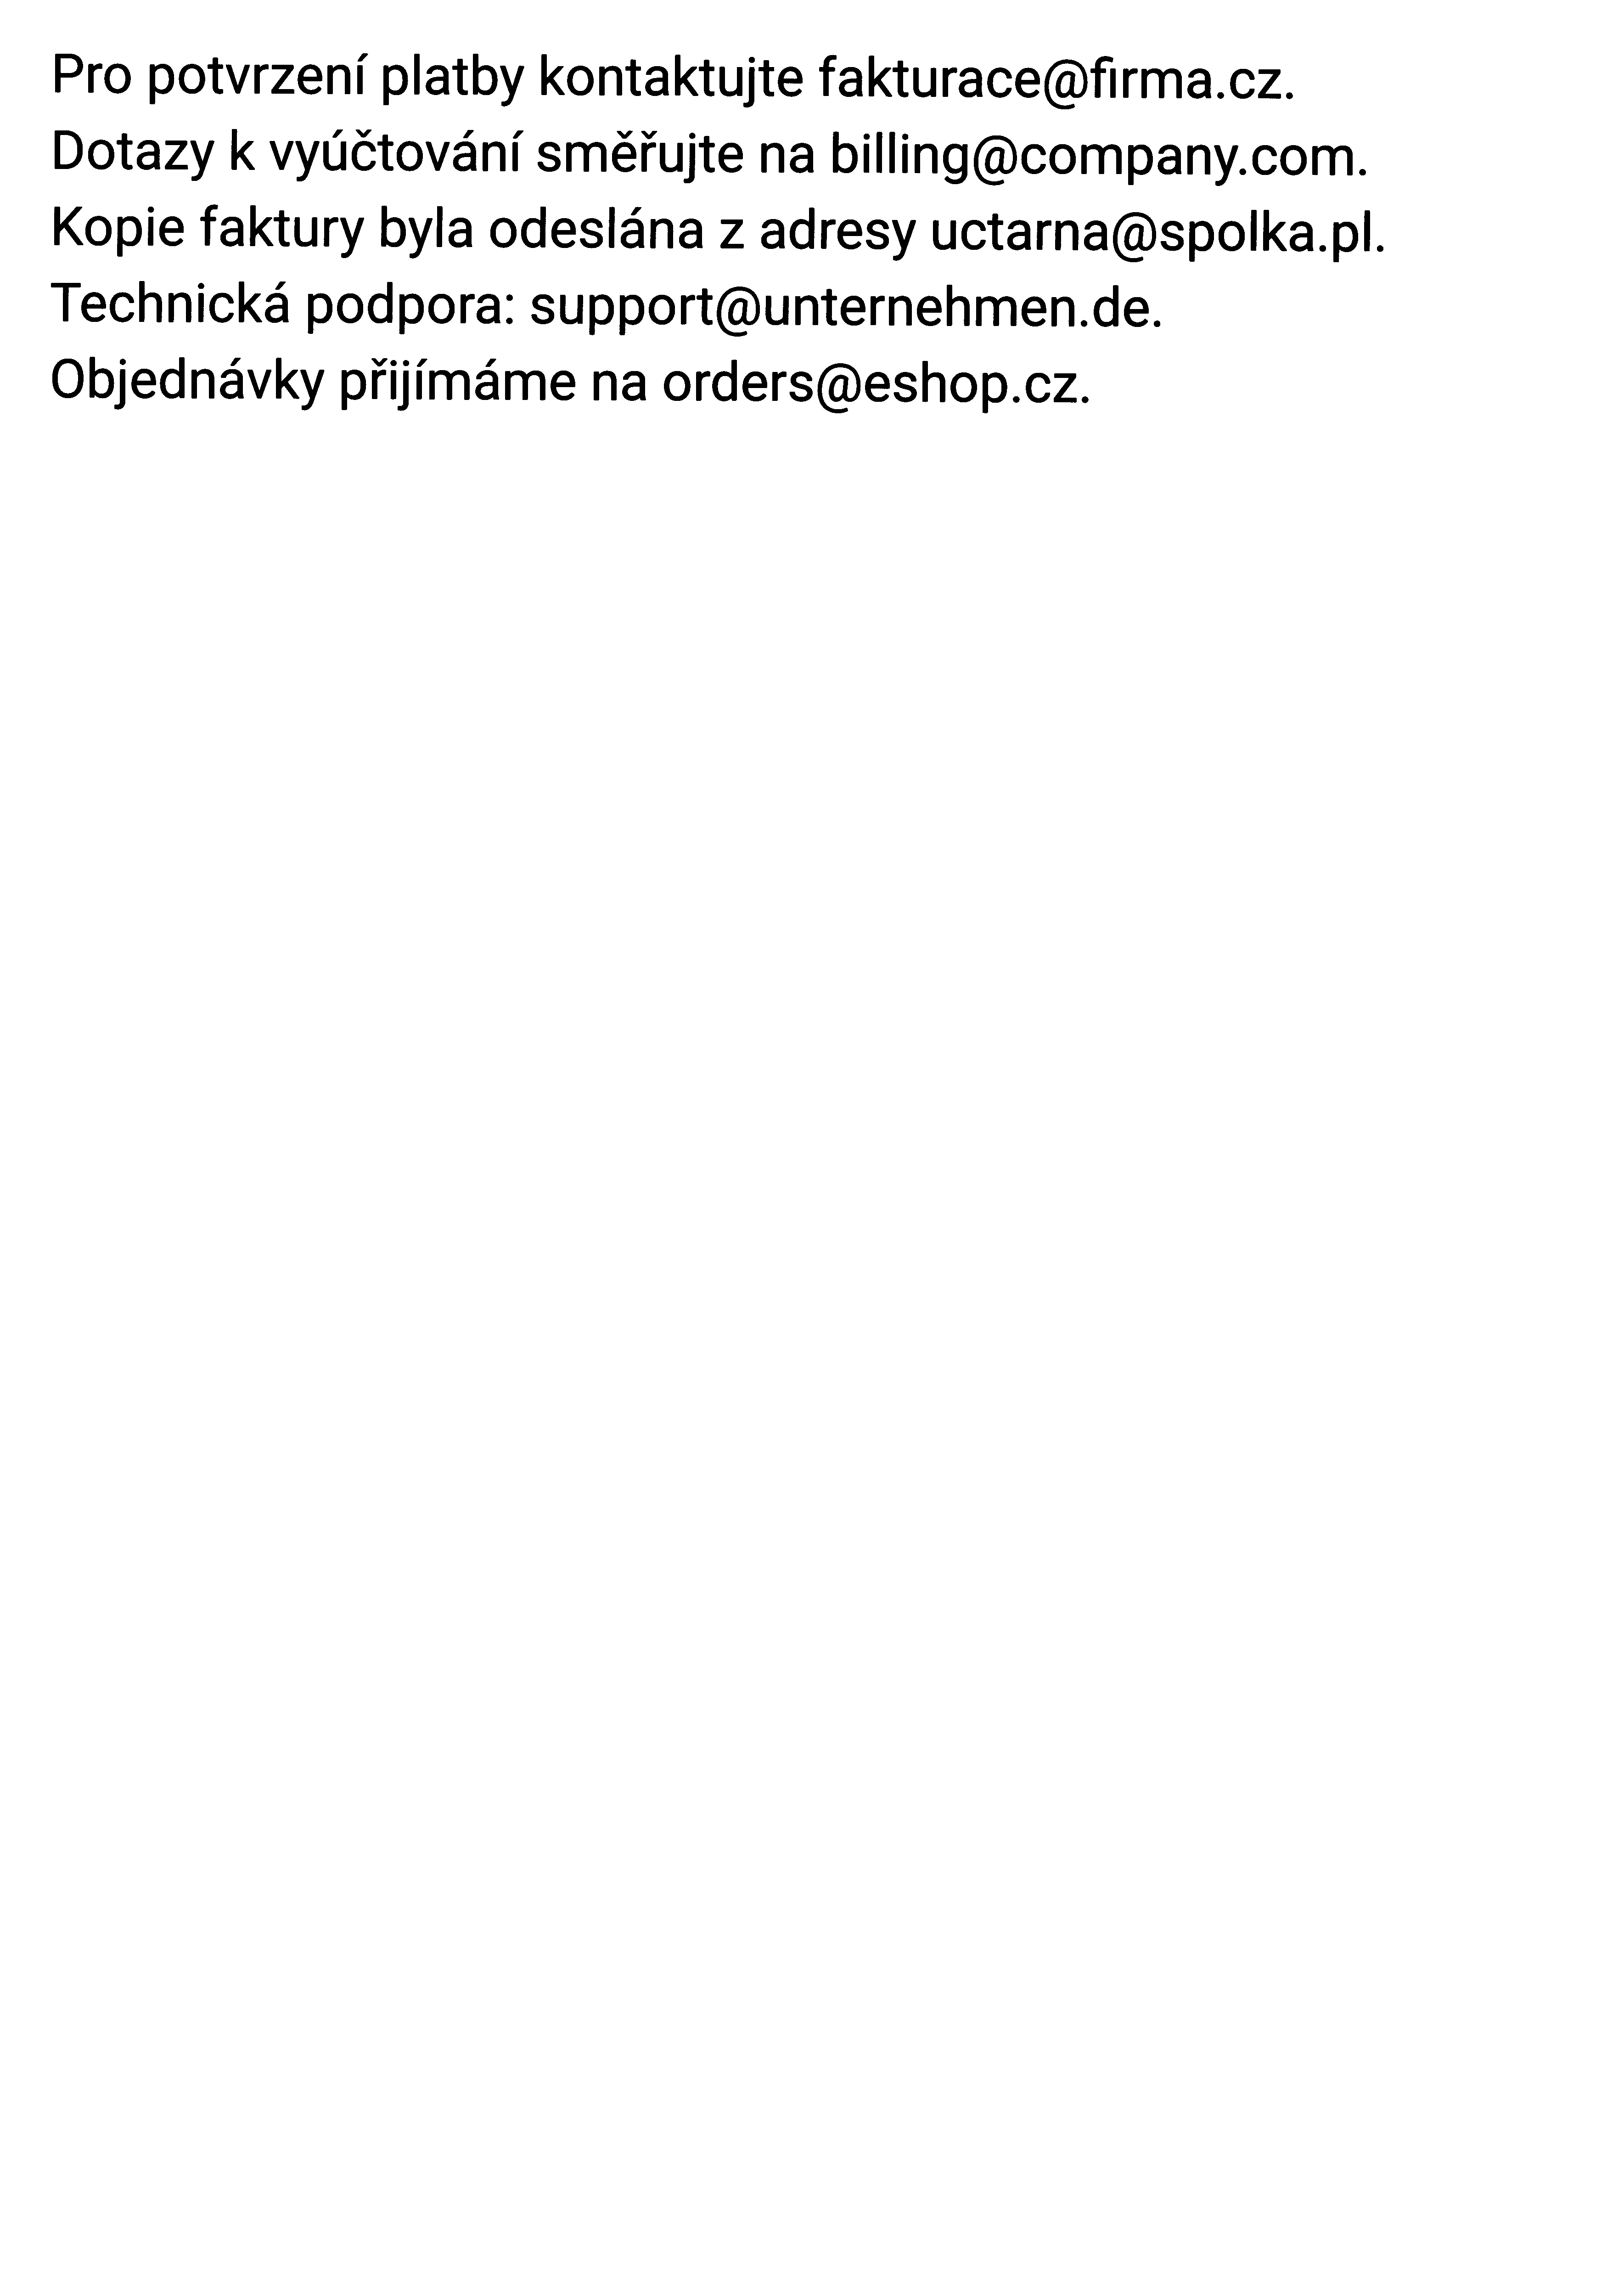 Pro potvrzení platby kontaktujte fakturace@firma.cz.
Dotazy k vyúčtování směřujte na billing@company.com.
Kopie faktury byla odeslána z adresy uctarna@spolka.pl.
Technická podpora: support@unternehmen.de.
Objednávky přijímáme na orders@eshop.cz.